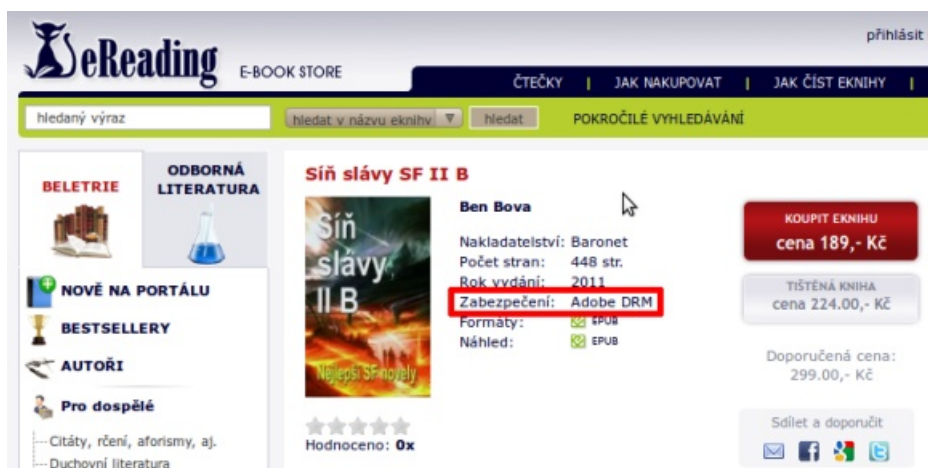 přihlásit
eReading
E-BOOK STORE
ČTEČKY | JAK NAKUPOVAT | JAK ČÍST EKNIHY |
hledaný výraz
hledat v názvu eknihy
hledat
POKROČILÉ VYHLEDÁVÁNÍ
BELETRIE
ODBORNÁ
LITERATURA
NOVĚ NA PORTÁLU
BESTSELLERY
AUTOŘI
Pro dospělé
Citáty, rčení, aforismy, aj.
Duchovní literatura
Síň slávy SF II B
Síň
slávy
II B
Nejlepší SF novely
Hodnoceno: 0x
Ben Bova
Nakladatelství: Baronet
Počet stran: 448 str.
Rok vydání: 2011
Zabezpečení: Adobe DRM
Formáty: EPUB
Náhled: EPUB
KOUPIT EKNIHU
cena 189,- Kč
TIŠTĚNÁ KNIHA
cena 224.00,- Kč
Doporučená cena:
299.00,- Kč
Sdílet a doporučit